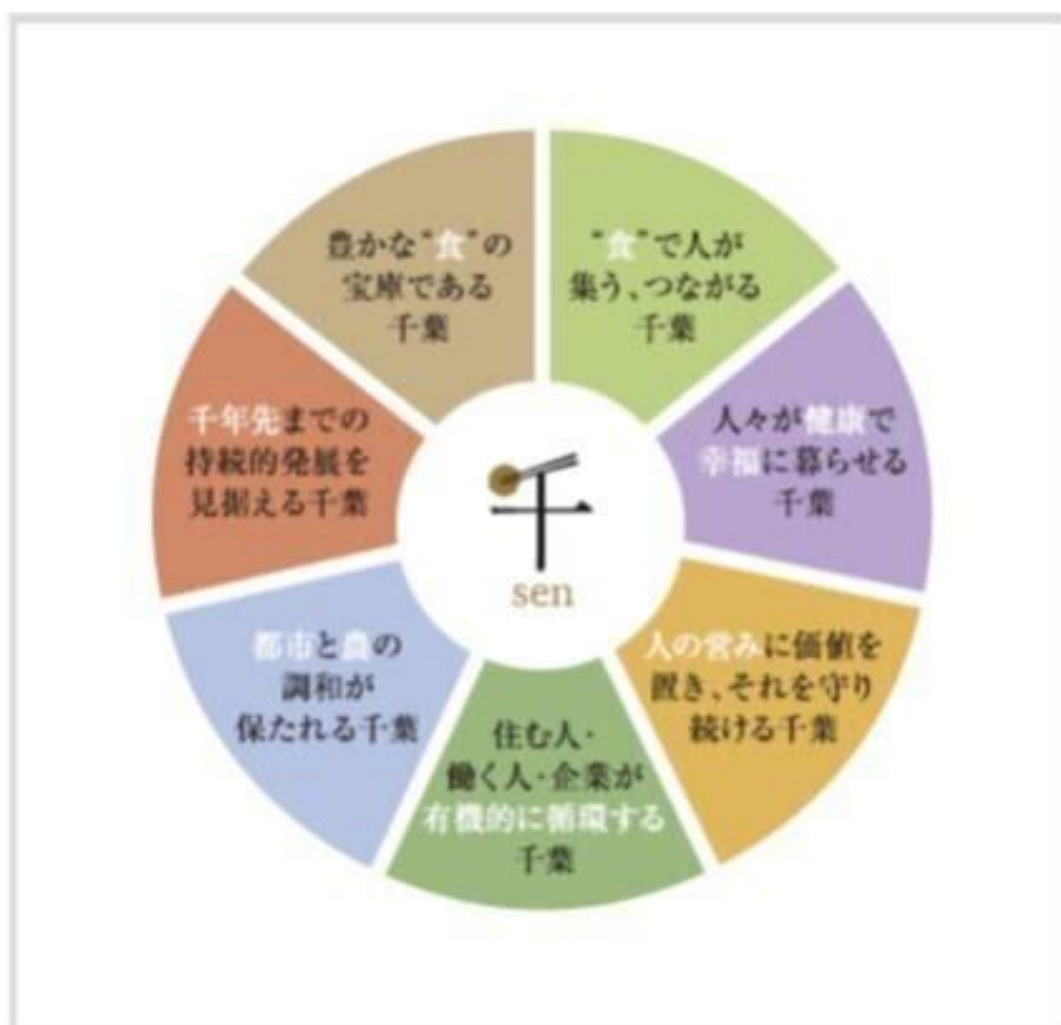 豊かな“食”の
宝庫である
千葉
“食”で人が
集う、つながる
千葉
人々が健康で
幸福に暮らせる
千葉
人の営みに価値を
置き、それを守り
続ける千葉
住む人・
働く人・企業が
有機的に循環する
千葉
都市と農の
調和が
保たれる千葉
千年先までの
持続的発展を
見据える千葉
千
sen